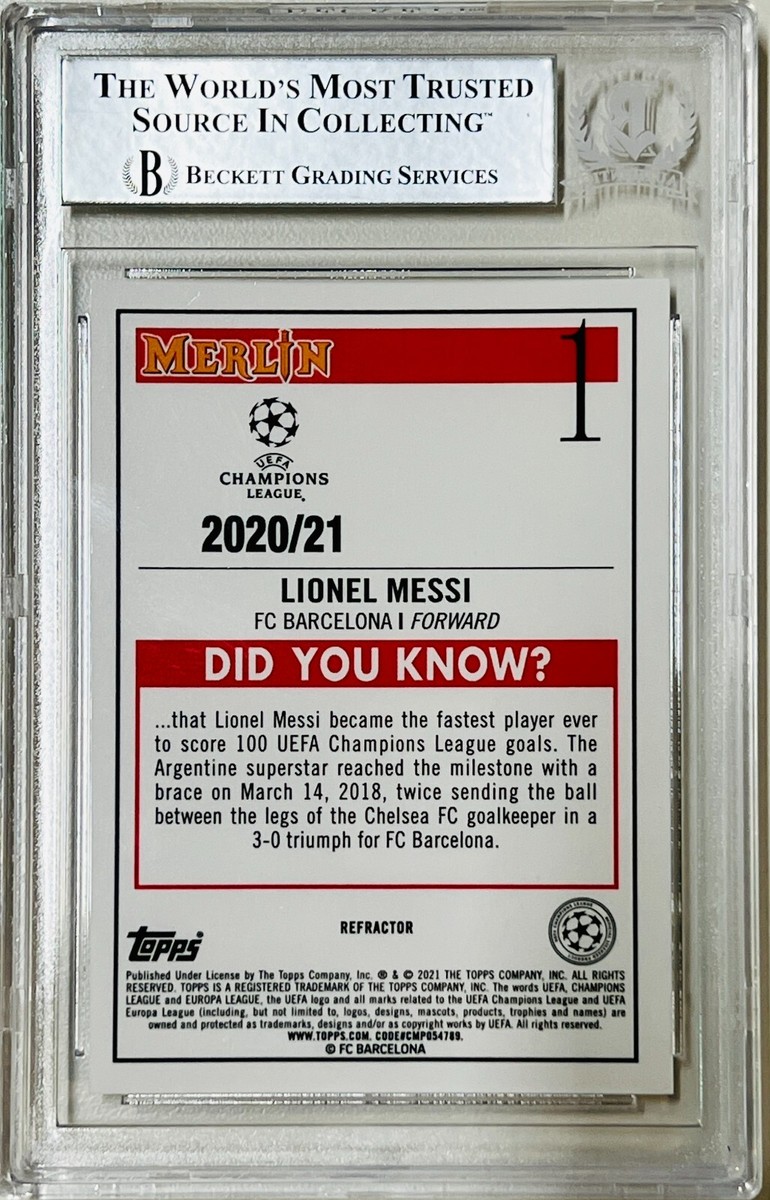 THE WORLD'S MOST TRUSTED
SOURCE IN COLLECTING™
B BECKETT GRADING SERVICES
MERLIN
1
UEFA
CHAMPIONS
LEAGUE
2020/21
LIONEL MESSI
FC BARCELONA | FORWARD
DID YOU KNOW?
...that Lionel Messi became the fastest player ever
to score 100 UEFA Champions League goals. The
Argentine superstar reached the milestone with a
brace on March 14, 2018, twice sending the ball
between the legs of the Chelsea FC goalkeeper in a
3-0 triumph for FC Barcelona.
REFRACTOR
topps
Published Under License by The Topps Company, Inc. ® & © 2021 THE TOPPS COMPANY, INC. ALL RIGHTS
RESERVED. TOPPS IS A REGISTERED TRADEMARK OF THE TOPPS COMPANY, INC. The words UEFA, CHAMPIONS
LEAGUE and EUROPA LEAGUE, the UEFA logo and all marks related to the UEFA Champions League and UEFA
Europa League (including, but not limited to, logos, designs, mascots, products, trophies and names) are
owned and protected as trademarks, designs and/or as copyright works by UEFA. All rights reserved.
WWW.TOPPS.COM. CODE#CMP054789.
© FC BARCELONA